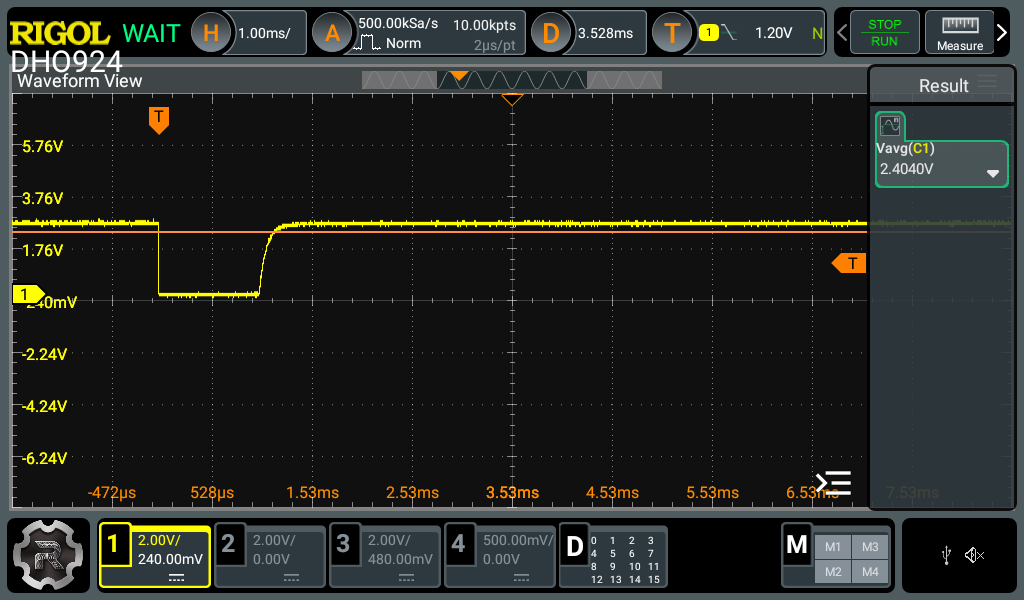 RIGOL WAIT H 1.00ms/ A 500.00kSa/s 10.00kpts D 3.528ms T 1 1.20V N STOP
Norm 2µs/pt RUN Measure
DHO924
Waveform View Result
T
5.76V
Vavg(C1)
2.4040V
3.76V
1.76V
T
1
-2.24V
-4.24V
-6.24V
-472µs 528µs 1.53ms 2.53ms 3.53ms 4.53ms 5.53ms 6.53ms 7.53ms
1 2.00V/ 2 2.00V/ 3 2.00V/ 4 500.00mV/ D 0 1 2 3 M M1 M3
240.00mV 0.00V 480.00mV 0.00V 4 5 6 7
8 9 10 11 M2 M4
12 13 14 15